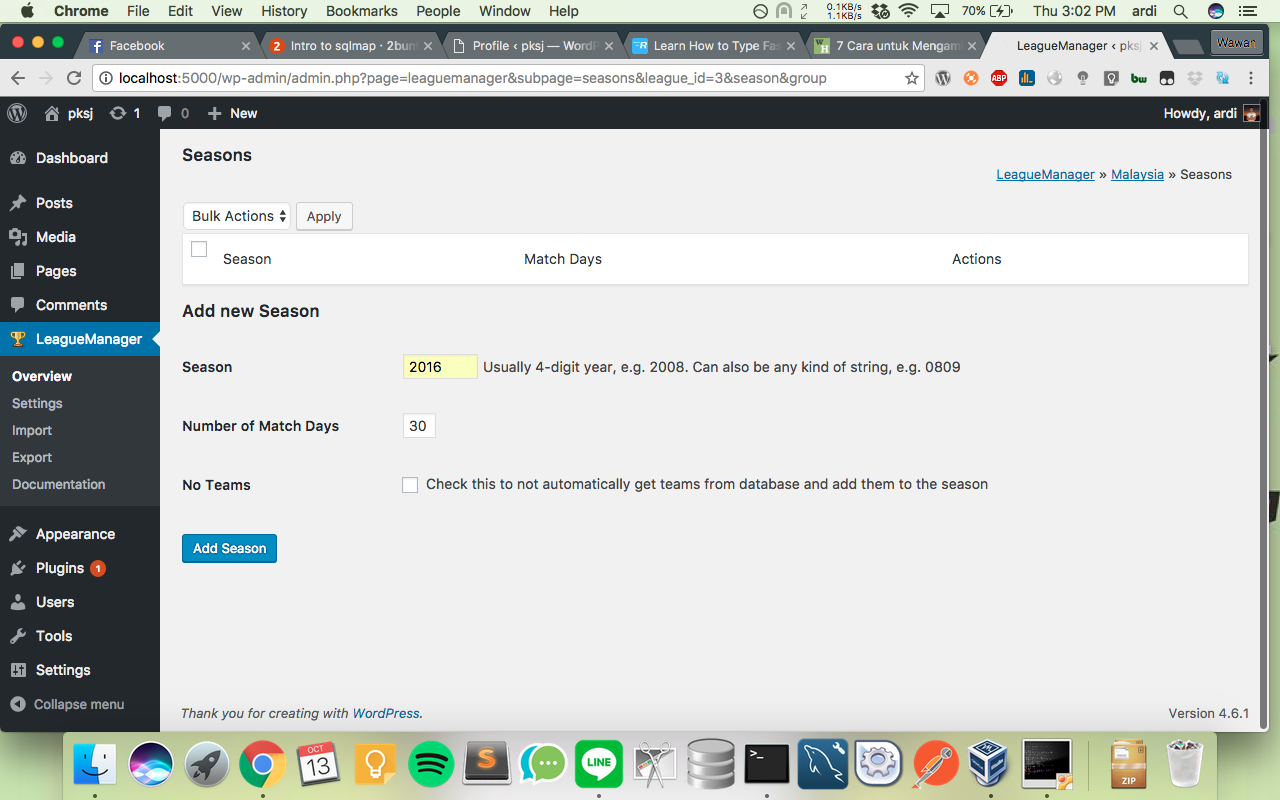 Chrome File Edit View History Bookmarks People Window Help 0.1KB/s 1.1KB/s 70% Thu 3:02 PM ardi
Facebook Intro to sqlmap · 2bun Profile ‹ pksj — WordP Learn How to Type Fas 7 Cara untuk Mengam LeagueManager ‹ pksj Wawan
localhost:5000/wp-admin/admin.php?page=leaguemanager&subpage=seasons&league_id=3&season&group ABP bw
pksj 1 0 New Howdy, ardi
Dashboard
Posts
Media
Pages
Comments
LeagueManager
Overview
Settings
Import
Export
Documentation
Appearance
Plugins 1
Users
Tools
Settings
Collapse menu
Seasons
LeagueManager » Malaysia » Seasons
Bulk Actions Apply
Season Match Days Actions
Add new Season
Season 2016 Usually 4-digit year, e.g. 2008. Can also be any kind of string, e.g. 0809
Number of Match Days 30
No Teams Check this to not automatically get teams from database and add them to the season
Add Season
Thank you for creating with WordPress. Version 4.6.1
OCT
13
S
LINE
>_
ZIP